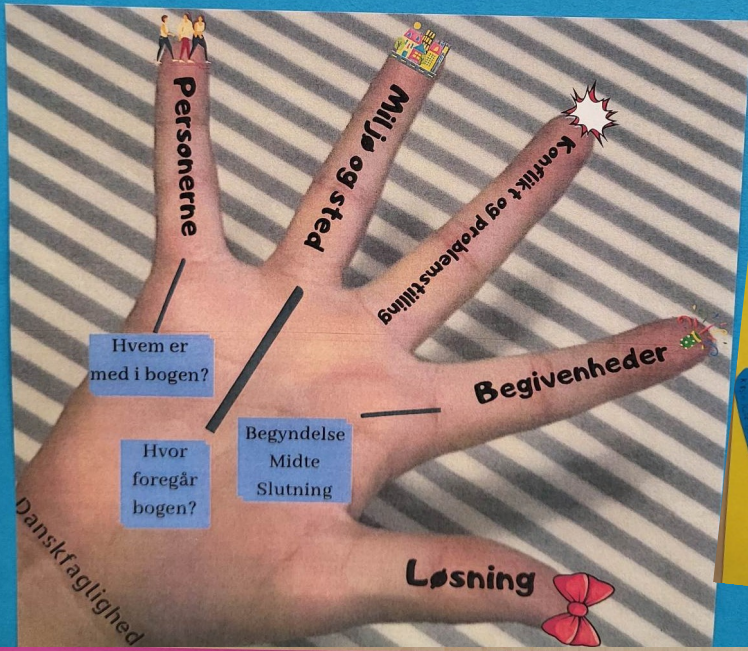 Personerne
Miljø og sted
Konflikt og problemstilling
Begivenheder
Løsning
Hvem er
med i bogen?
Hvor
foregår
bogen?
Begyndelse
Midte
Slutning
Danskfaglighed